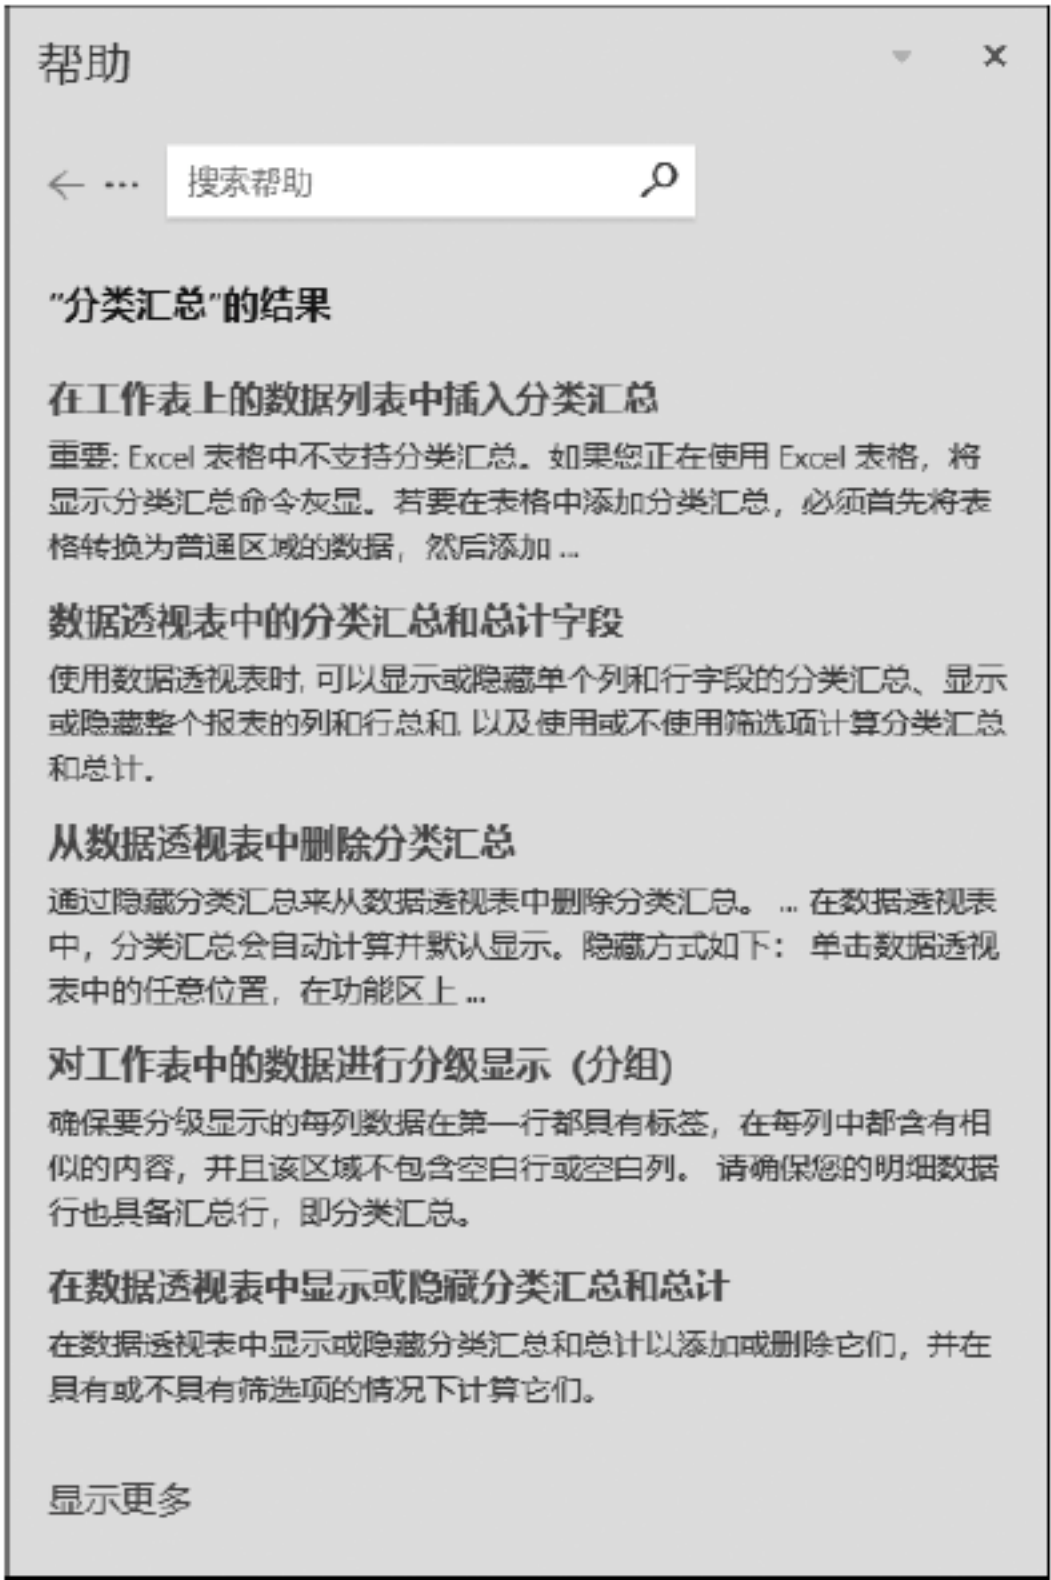 帮助
搜索帮助
“分类汇总”的结果
在工作表上的数据列表中插入分类汇总
重要: Excel 表格中不支持分类汇总。如果您正在使用 Excel 表格，将
显示分类汇总命令灰显。若要在表格中添加分类汇总，必须首先将表
格转换为普通区域的数据，然后添加 ...
数据透视表中的分类汇总和总计字段
使用数据透视表时, 可以显示或隐藏单个列和行字段的分类汇总、显示
或隐藏整个报表的列和行总和, 以及使用或不使用筛选项计算分类汇总
和总计.
从数据透视表中删除分类汇总
通过隐藏分类汇总来从数据透视表中删除分类汇总。 ... 在数据透视表
中，分类汇总会自动计算并默认显示。隐藏方式如下： 单击数据透视
表中的任意位置，在功能区上 ...
对工作表中的数据进行分级显示（分组)
确保要分级显示的每列数据在第一行都具有标签，在每列中都含有相
似的内容，并且该区域不包含空白行或空白列。 请确保您的明细数据
行也具备汇总行，即分类汇总。
在数据透视表中显示或隐藏分类汇总和总计
在数据透视表中显示或隐藏分类汇总和总计以添加或删除它们，并在
具有或不具有筛选项的情况下计算它们。
显示更多